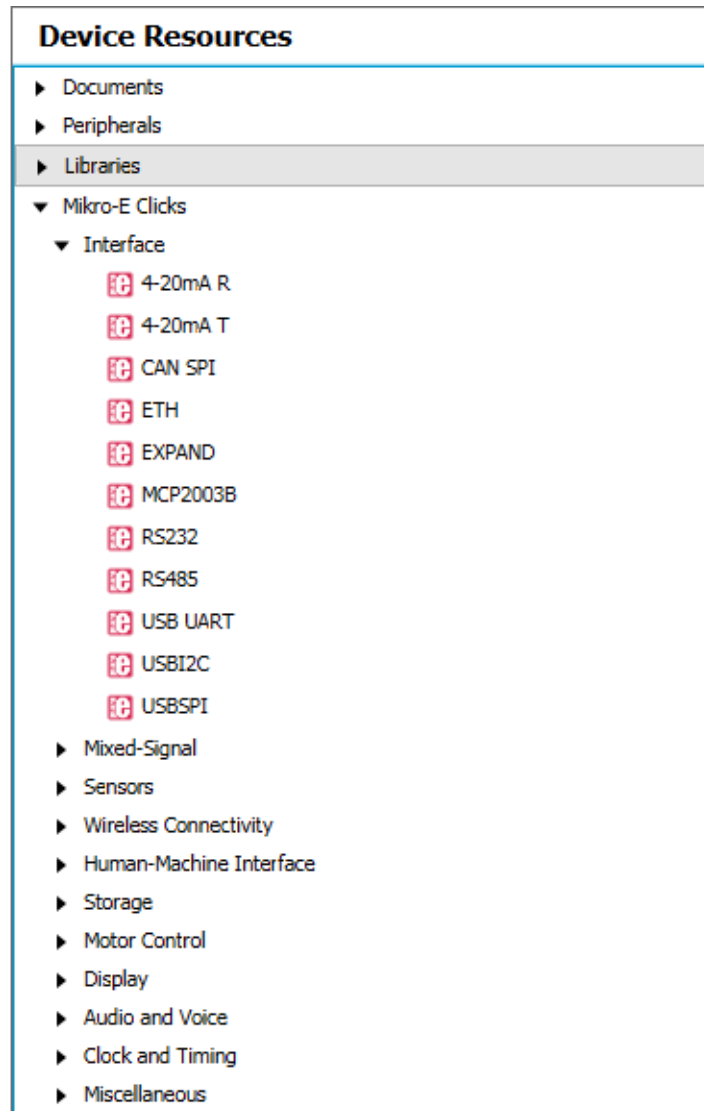 Device Resources
Documents
Peripherals
Libraries
Mikro-E Clicks
Interface
4-20mA R
4-20mA T
CAN SPI
ETH
EXPAND
MCP2003B
RS232
RS485
USB UART
USBI2C
USBSPI
Mixed-Signal
Sensors
Wireless Connectivity
Human-Machine Interface
Storage
Motor Control
Display
Audio and Voice
Clock and Timing
Miscellaneous